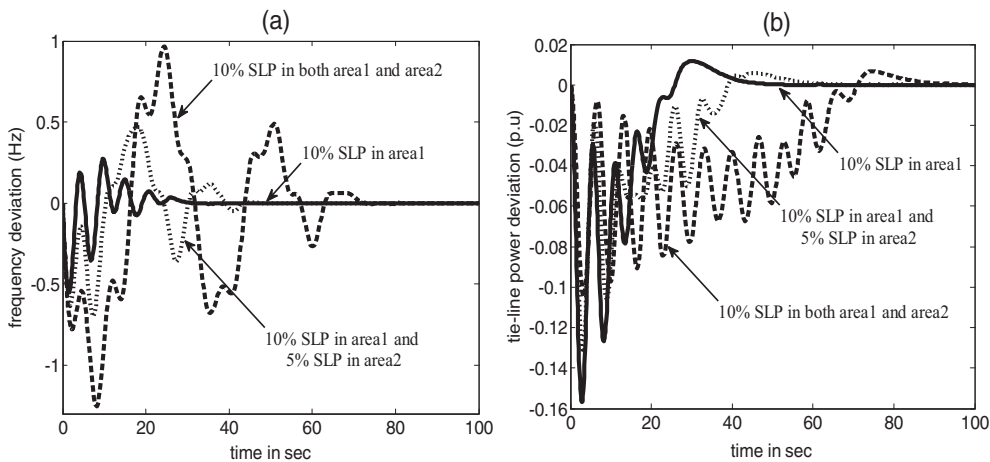 (a)
frequency deviation (Hz)
1
0.5
0
-0.5
-1
10% SLP in both area1 and area2
10% SLP in area1
10% SLP in area1 and
5% SLP in area2
0
20
40
60
80
100
time in sec
(b)
tie-line power deviation (p.u)
0.02
0
-0.02
-0.04
-0.06
-0.08
-0.1
-0.12
-0.14
-0.16
10% SLP in area1
10% SLP in area1 and
5% SLP in area2
10% SLP in both area1 and area2
0
20
40
60
80
100
time in sec